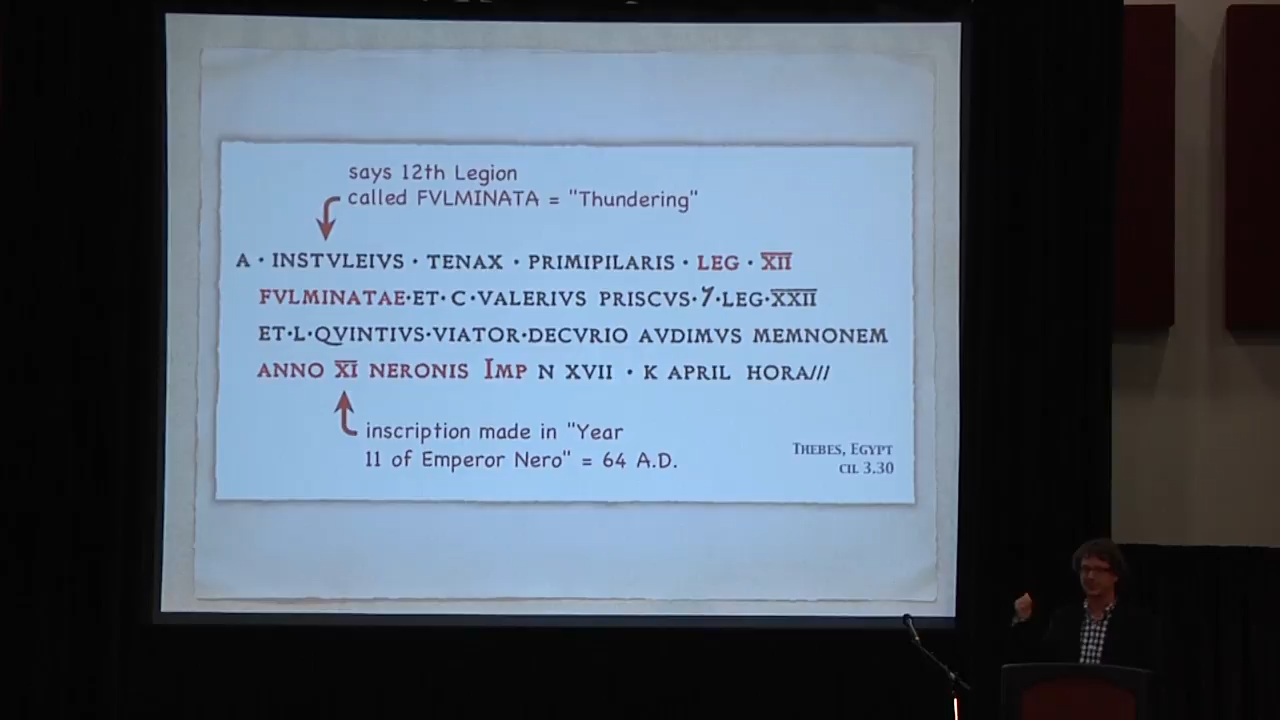 says 12th Legion
called FVLMINATA = "Thundering"
A · INSTVLEIVS · TENAX · PRIMIPILARIS · LEG · XII
FVLMINATAE·ET·C·VALERIVS PRISCVS·7·LEG·XXII
ET·L·QVINTIVS·VIATOR·DECVRIO AVDIMVS MEMNONEM
ANNO XI NERONIS IMP N XVII · K APRIL HORA///
inscription made in "Year
11 of Emperor Nero" = 64 A.D.
THEBES, EGYPT
CIL 3.30